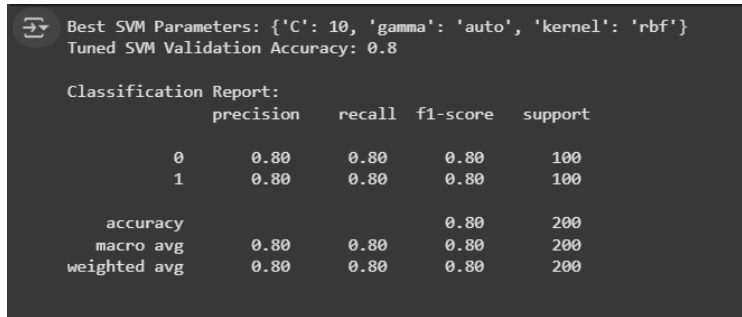 Best SVM Parameters: {'C': 10, 'gamma': 'auto', 'kernel': 'rbf'}
Tuned SVM Validation Accuracy: 0.8
Classification Report:
precision recall f1-score support
0 0.80 0.80 0.80 100
1 0.80 0.80 0.80 100
accuracy 0.80 200
macro avg 0.80 0.80 0.80 200
weighted avg 0.80 0.80 0.80 200